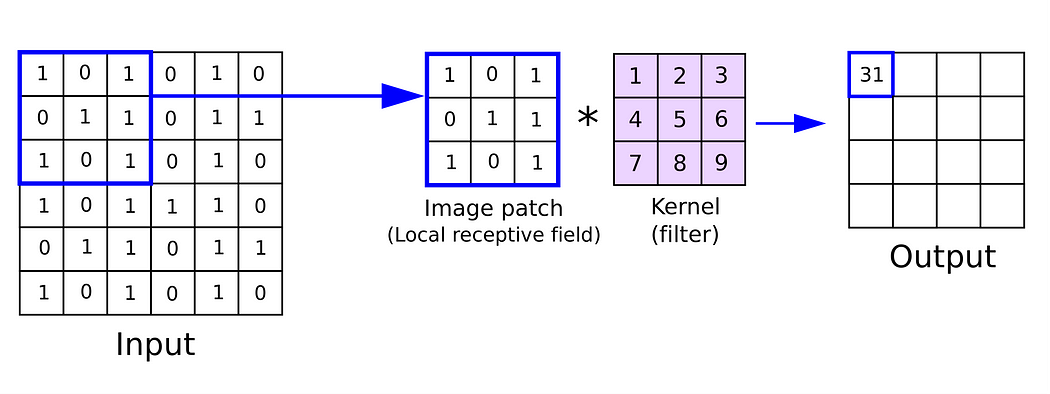 1 0 1 0 1 0
0 1 1 0 1 1
1 0 1 0 1 0
1 0 1 1 1 0
0 1 1 0 1 1
1 0 1 0 1 0
Input
1 0 1
0 1 1
1 0 1
Image patch
(Local receptive field)
*
1 2 3
4 5 6
7 8 9
Kernel
(filter)
31
Output